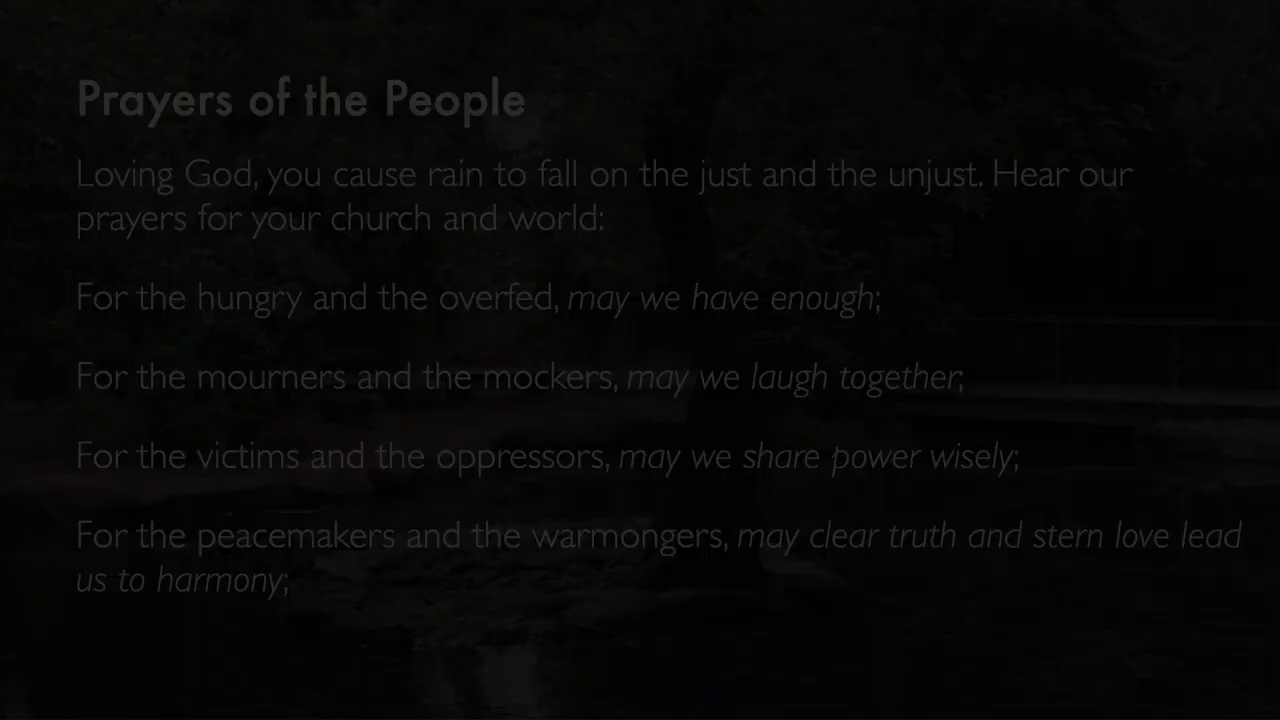 Prayers of the People
Loving God, you cause rain to fall on the just and the unjust. Hear our
prayers for your church and world:
For the hungry and the overfed, may we have enough;
For the mourners and the mockers, may we laugh together;
For the victims and the oppressors, may we share power wisely;
For the peacemakers and the warmongers, may clear truth and stern love lead
us to harmony;